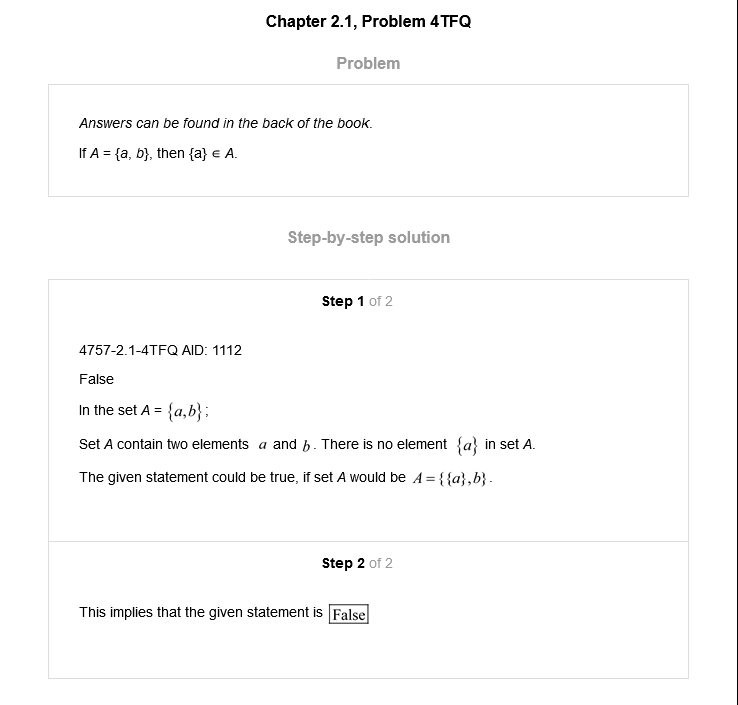 Chapter 2.1, Problem 4TFQ
Problem
Answers can be found in the back of the book.
If A = {a, b}, then {a} ∈ A.
Step-by-step solution
Step 1 of 2
4757-2.1-4TFQ AID: 1112
False
In the set A = {a,b};
Set A contain two elements a and b. There is no element {a} in set A.
The given statement could be true, if set A would be A={{a},b}.
Step 2 of 2
This implies that the given statement is False